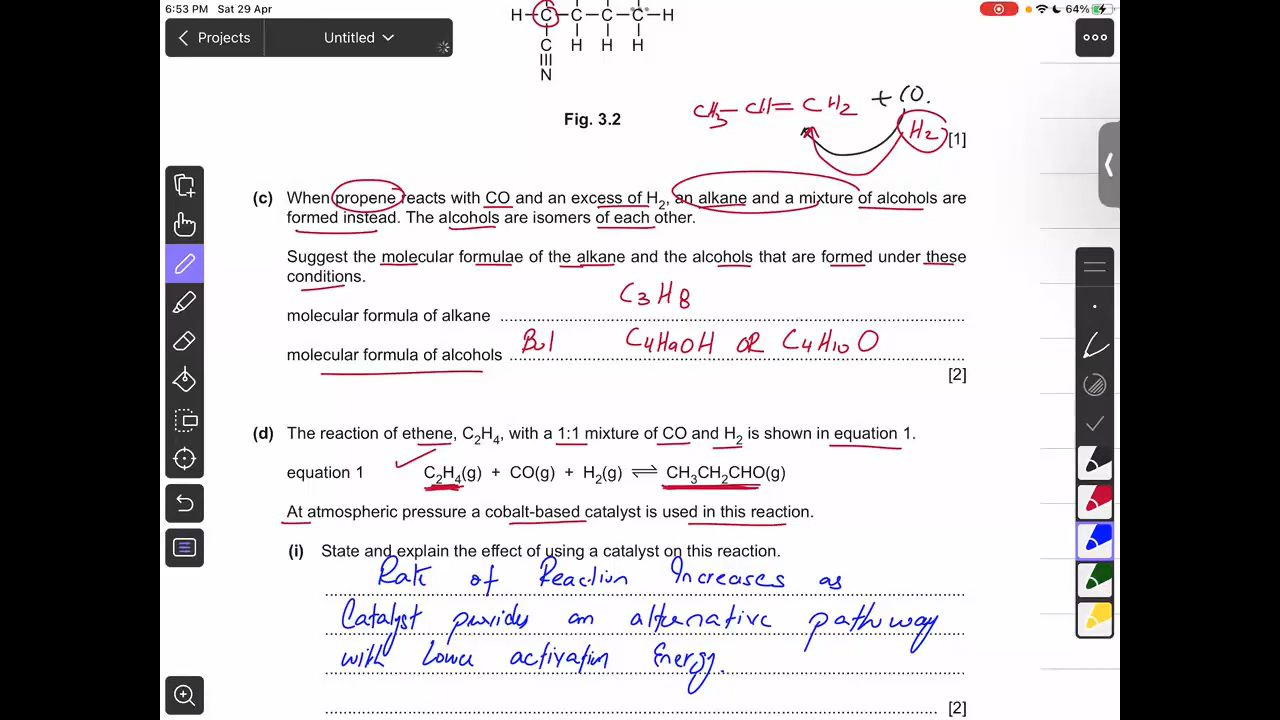 6:53 PM Sat 29 Apr
64%
Projects
Untitled
H–C–C–C–C–H
C H H H
N
Fig. 3.2
CH3– CH= CH2 + CO.
H2
[1]
(c) When propene reacts with CO and an excess of H2, an alkane and a mixture of alcohols are
formed instead. The alcohols are isomers of each other.
Suggest the molecular formulae of the alkane and the alcohols that are formed under these
conditions.
C3H8
molecular formula of alkane
molecular formula of alcohols C4H9OH OR C4H10O
[2]
(d) The reaction of ethene, C2H4, with a 1:1 mixture of CO and H2 is shown in equation 1.
equation 1 C2H4(g) + CO(g) + H2(g) ⇌ CH3CH2CHO(g)
At atmospheric pressure a cobalt-based catalyst is used in this reaction.
(i) State and explain the effect of using a catalyst on this reaction.
Rate of Reaction Increases as
Catalyst provides an alternative pathway
with Lower activation Energy.
[2]